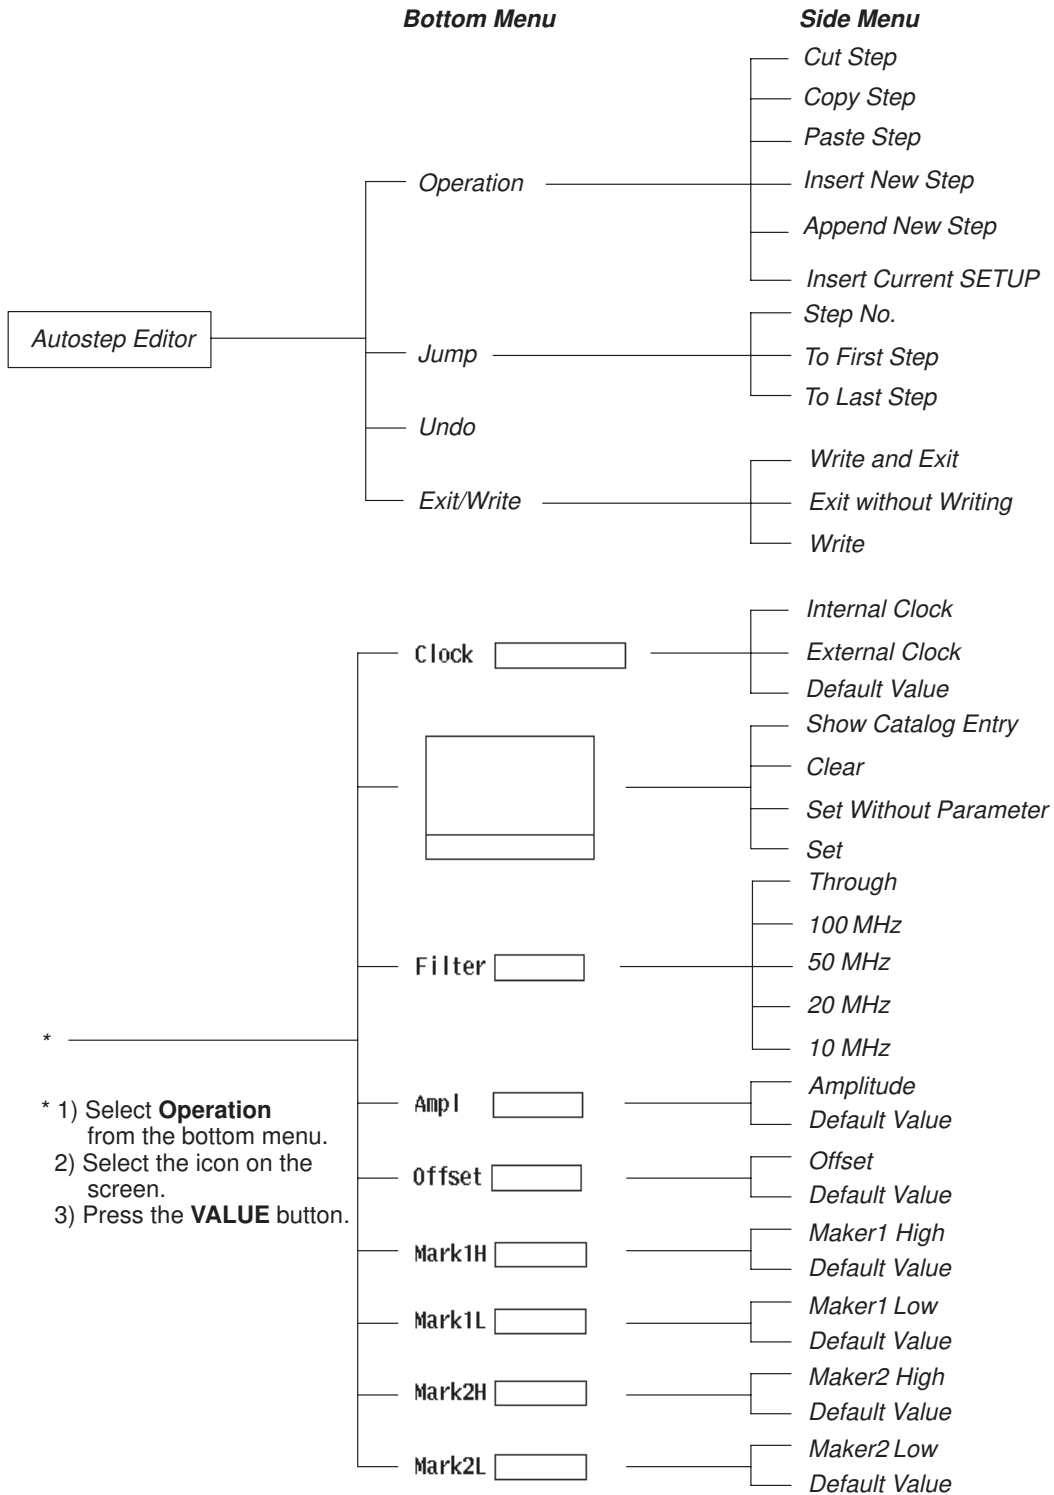 Bottom Menu
Side Menu
Cut Step
Copy Step
Paste Step
Operation
Insert New Step
Append New Step
Insert Current SETUP
Autostep Editor
Step No.
Jump
To First Step
To Last Step
Undo
Write and Exit
Exit/Write
Exit without Writing
Write
Internal Clock
Clock
External Clock
Default Value
Show Catalog Entry
Clear
Set Without Parameter
Set
Through
100 MHz
Filter
50 MHz
20 MHz
*
10 MHz
* 1) Select Operation
from the bottom menu.
2) Select the icon on the
screen.
3) Press the VALUE button.
Ampl
Amplitude
Default Value
Offset
Offset
Default Value
Mark1H
Maker1 High
Default Value
Mark1L
Maker1 Low
Default Value
Mark2H
Maker2 High
Default Value
Mark2L
Maker2 Low
Default Value